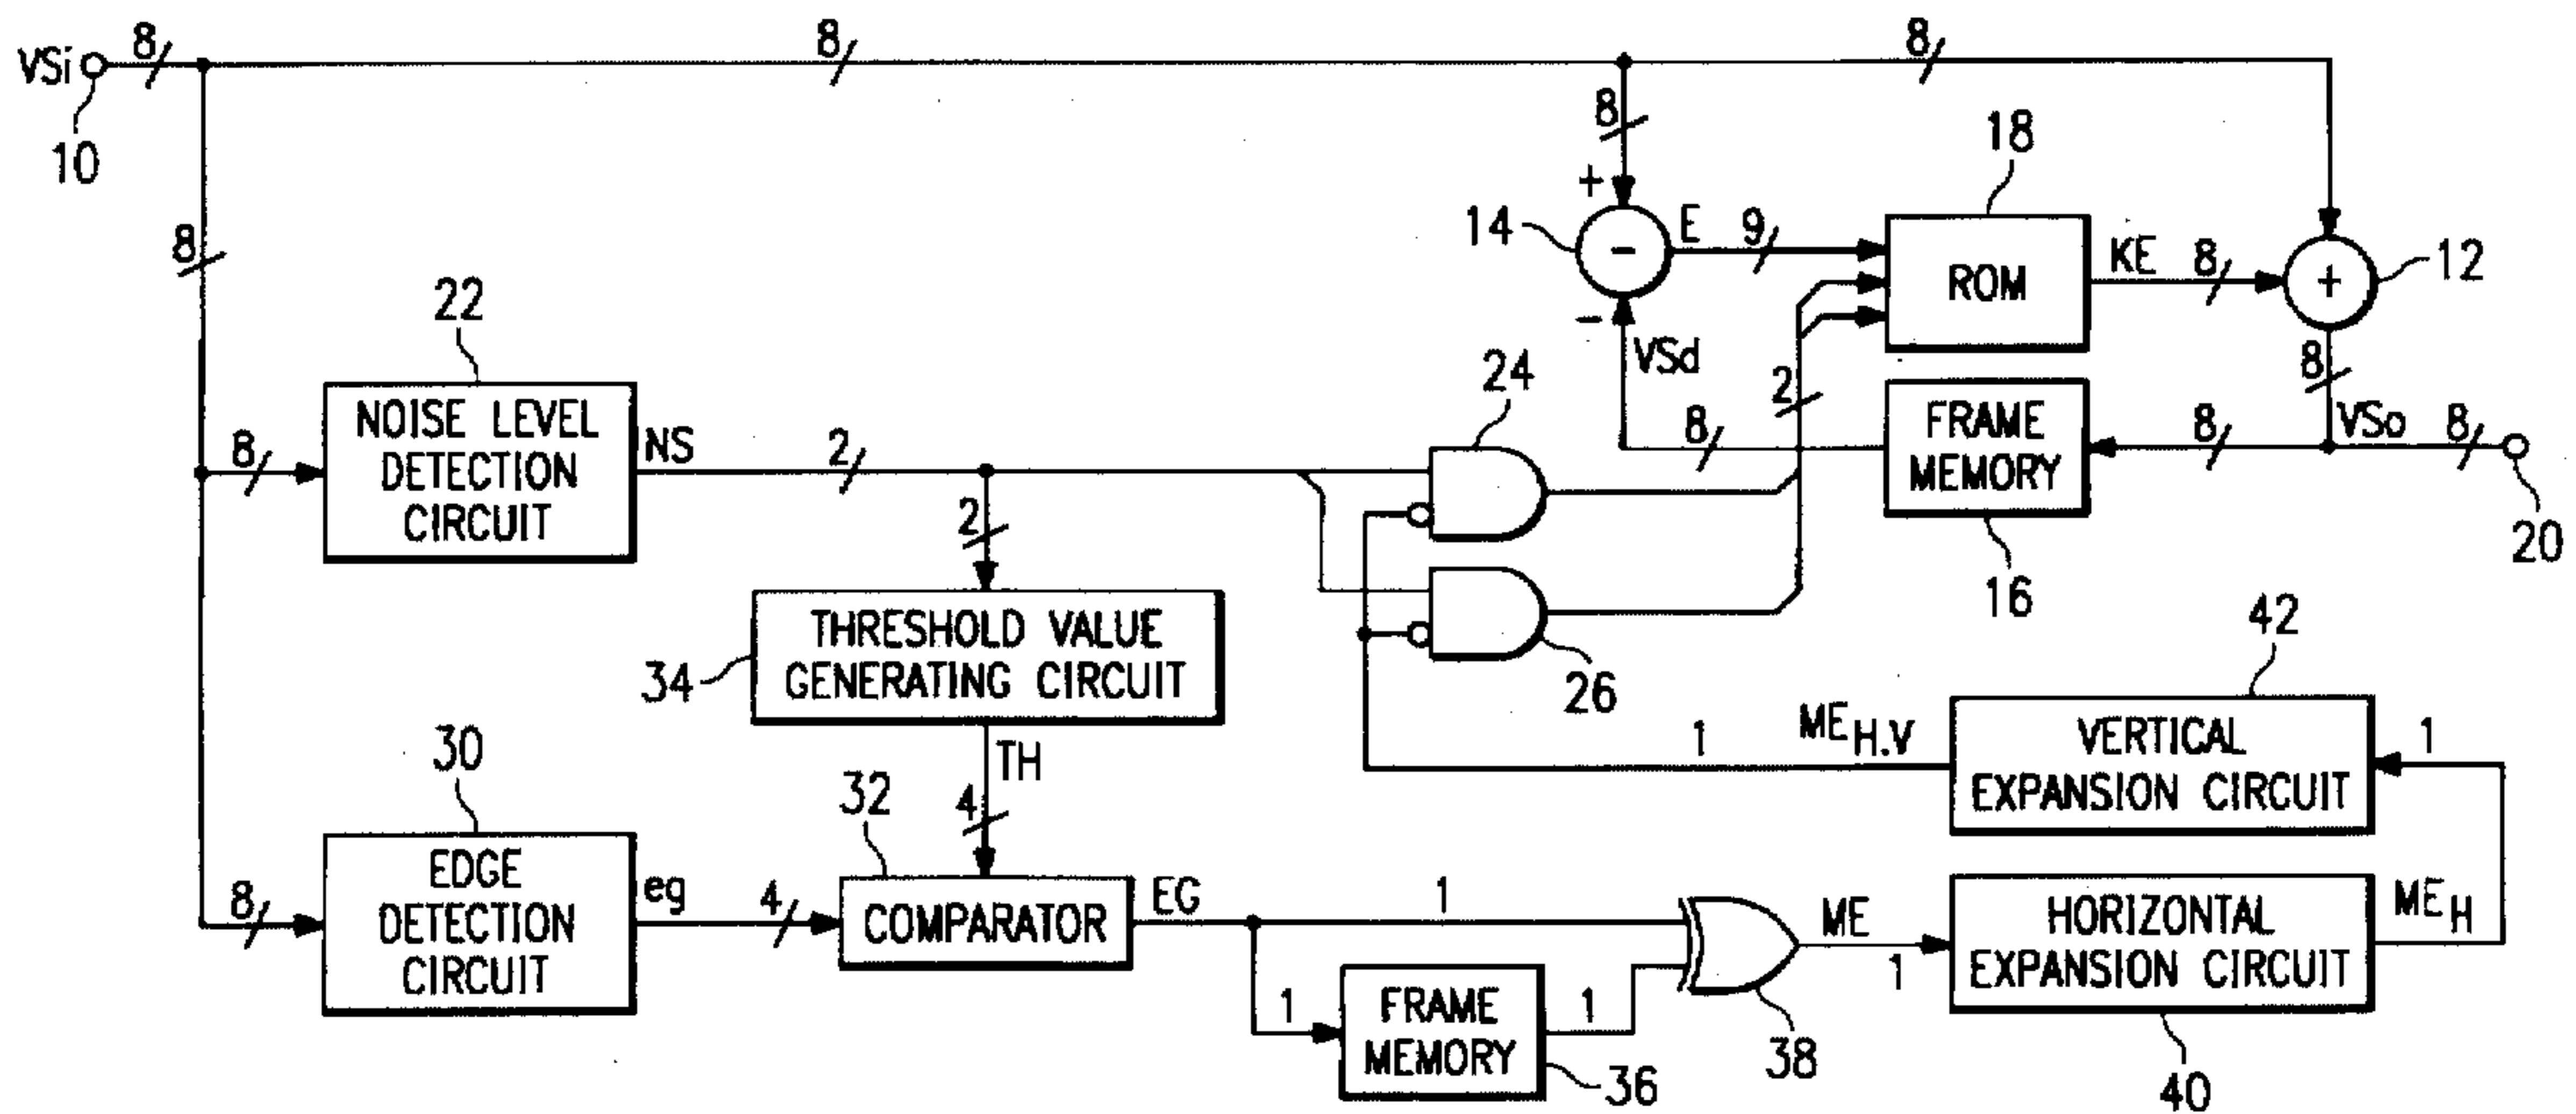 VSi
8
8
8
10
8
8
+
14
-
E
9
18
ROM
KE
8
+
12
-
VSd
8
2
8
FRAME
MEMORY
16
8
VSo
8
20
22
8
NOISE LEVEL
DETECTION
CIRCUIT
NS
2
2
24
26
34
THRESHOLD VALUE
GENERATING CIRCUIT
TH
4
42
VERTICAL
EXPANSION CIRCUIT
1
ME H.V
1
30
8
EDGE
DETECTION
CIRCUIT
eg
4
32
COMPARATOR
EG
1
1
FRAME
MEMORY
36
1
38
ME
1
HORIZONTAL
EXPANSION CIRCUIT
40
ME H